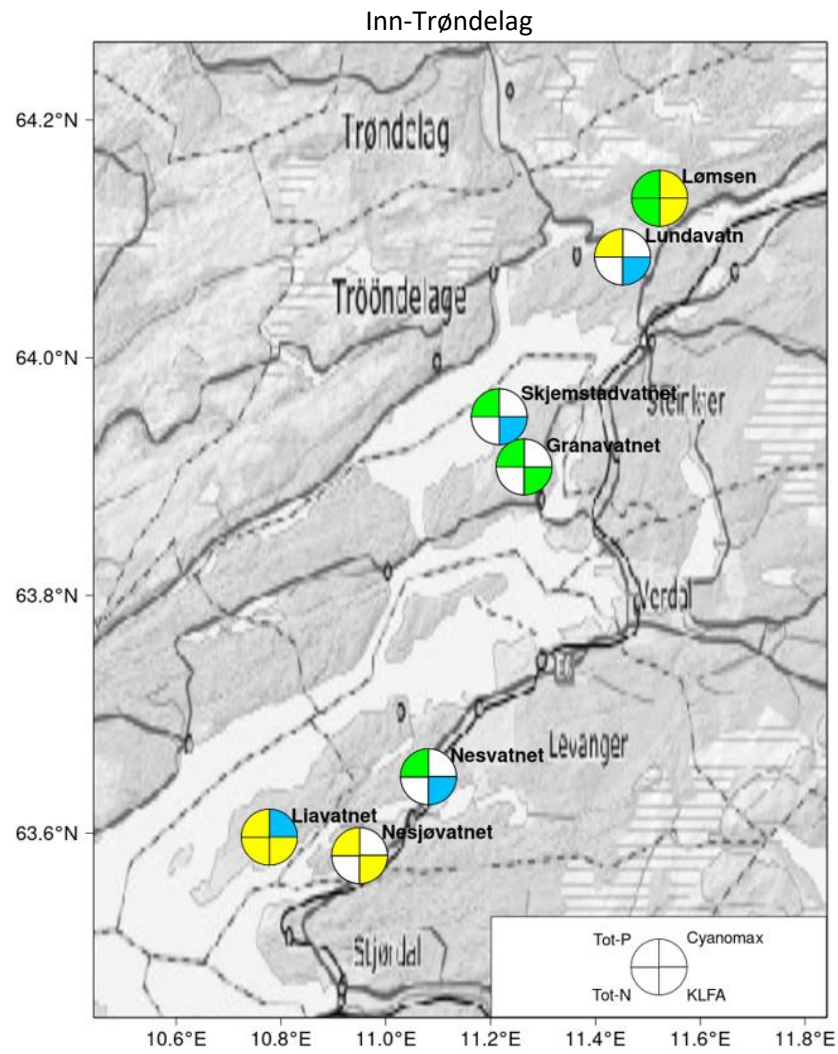 Inn-Trøndelag
64.2°N
Trøndelag
Lømsen
Lundavatn
Trööndelage
64.0°N
Skjemstadvatnet
Steinkjer
Granavatnet
63.8°N
Verdal
E6
Levanger
Nesvatnet
Liavatnet
63.6°N
Nesjøvatnet
Stjørdal
Tot-P
Cyanomax
Tot-N
KLFA
10.6°E 10.8°E 11.0°E 11.2°E 11.4°E 11.6°E 11.8°E